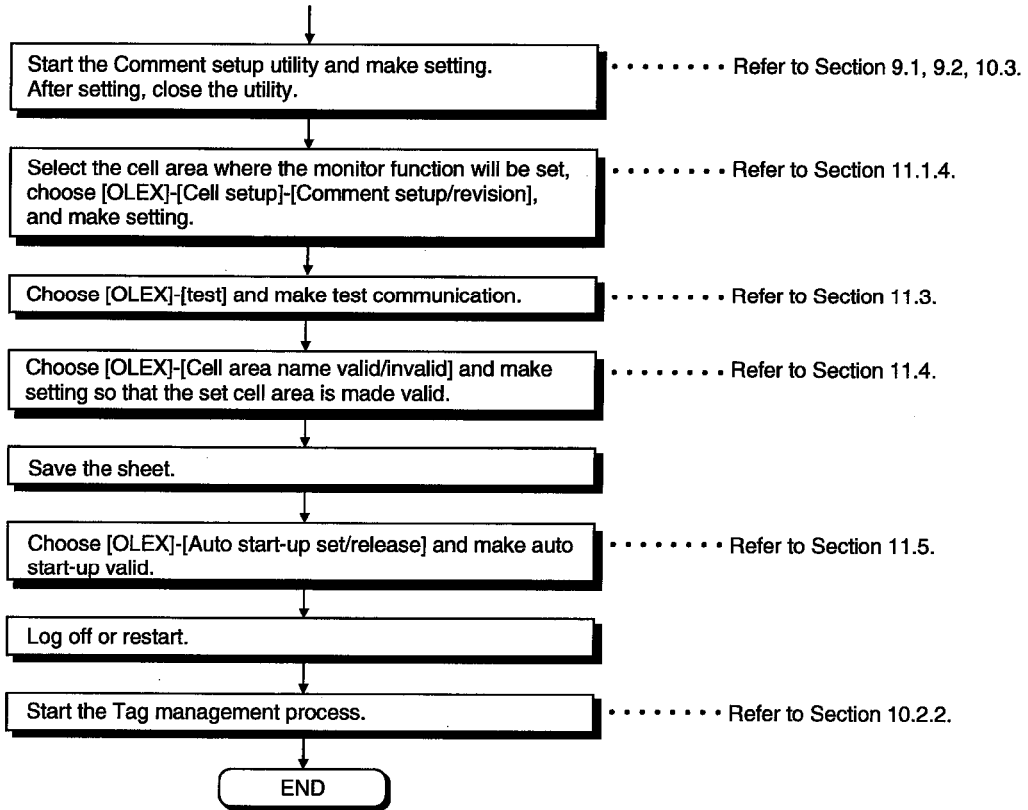 Start the Comment setup utility and make setting.
After setting, close the utility.
Refer to Section 9.1, 9.2, 10.3.
Select the cell area where the monitor function will be set,
choose [OLEX]-[Cell setup]-[Comment setup/revision],
and make setting.
Refer to Section 11.1.4.
Choose [OLEX]-[test] and make test communication.
Refer to Section 11.3.
Choose [OLEX]-[Cell area name valid/invalid] and make
setting so that the set cell area is made valid.
Refer to Section 11.4.
Save the sheet.
Choose [OLEX]-[Auto start-up set/release] and make auto
start-up valid.
Refer to Section 11.5.
Log off or restart.
Start the Tag management process.
Refer to Section 10.2.2.
END